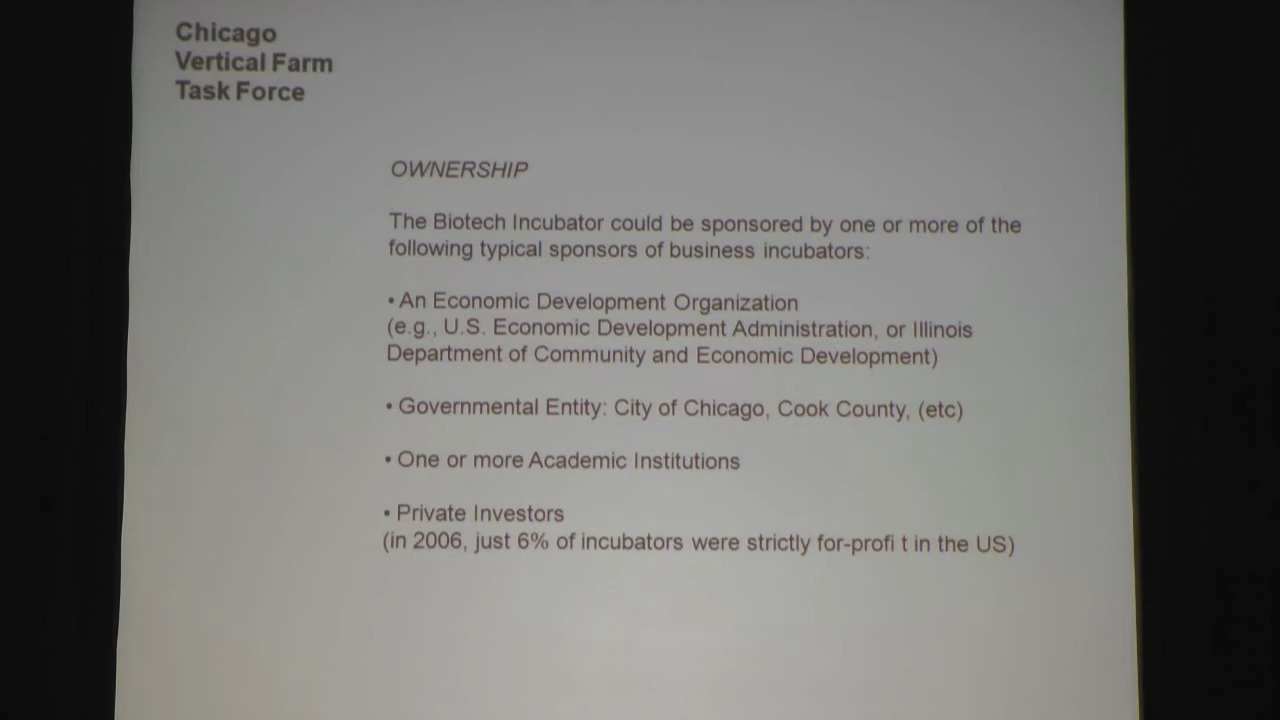 Chicago
Vertical Farm
Task Force
OWNERSHIP
The Biotech Incubator could be sponsored by one or more of the
following typical sponsors of business incubators:
• An Economic Development Organization
(e.g., U.S. Economic Development Administration, or Illinois
Department of Community and Economic Development)
• Governmental Entity: City of Chicago, Cook County, (etc)
• One or more Academic Institutions
• Private Investors
(in 2006, just 6% of incubators were strictly for-profi t in the US)